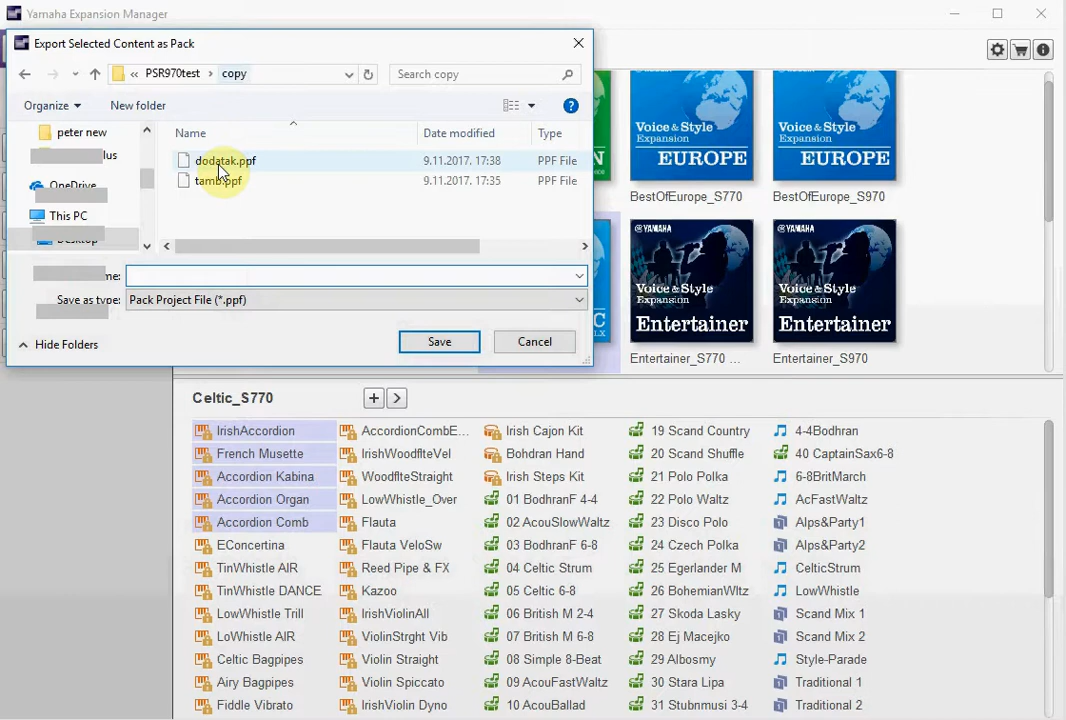 Yamaha Expansion Manager
Export Selected Content as Pack
« PSR970test › copy
Search copy
Organize
New folder
Name
Date modified
Type
peter new
lus
OneDrive
This PC
Desktop
dodatak.ppf 9.11.2017. 17:38 PPF File
tamb.ppf 9.11.2017. 17:35 PPF File
me:
Save as type: Pack Project File (*.ppf)
Hide Folders
Save
Cancel
Voice & Style
Expansion
EUROPE
BestOfEurope_S770
Voice & Style
Expansion
EUROPE
BestOfEurope_S970
YAMAHA
Voice & Style
Expansion
Entertainer
Entertainer_S770 ...
YAMAHA
Voice & Style
Expansion
Entertainer
Entertainer_S970
Celtic_S770
IrishAccordion
French Musette
Accordion Kabina
Accordion Organ
Accordion Comb
EConcertina
TinWhistle AIR
TinWhistle DANCE
LowWhistle Trill
LoWhistle AIR
Celtic Bagpipes
Airy Bagpipes
Fiddle Vibrato
AccordionCombE...
IrishWoodflteVel
WoodflteStraight
LowWhistle_Over
Flauta
Flauta VeloSw
Reed Pipe & FX
Kazoo
IrishViolinAll
ViolinStrght Vib
Violin Straight
Violin Spiccato
IrishViolin Dyno
Irish Cajon Kit
Bohdran Hand
Irish Steps Kit
01 BodhranF 4-4
02 AcouSlowWaltz
03 BodhranF 6-8
04 Celtic Strum
05 Celtic 6-8
06 British M 2-4
07 British M 6-8
08 Simple 8-Beat
09 AcouFastWaltz
10 AcouBallad
19 Scand Country
20 Scand Shuffle
21 Polo Polka
22 Polo Waltz
23 Disco Polo
24 Czech Polka
25 Egerlander M
26 BohemianWltz
27 Skoda Lasky
28 Ej Macejko
29 Albosmy
30 Stara Lipa
31 Stubnmusi 3-4
4-4Bodhran
40 CaptainSax6-8
6-8BritMarch
AcFastWaltz
Alps&Party1
Alps&Party2
CelticStrum
LowWhistle
Scand Mix 1
Scand Mix 2
Style-Parade
Traditional 1
Traditional 2